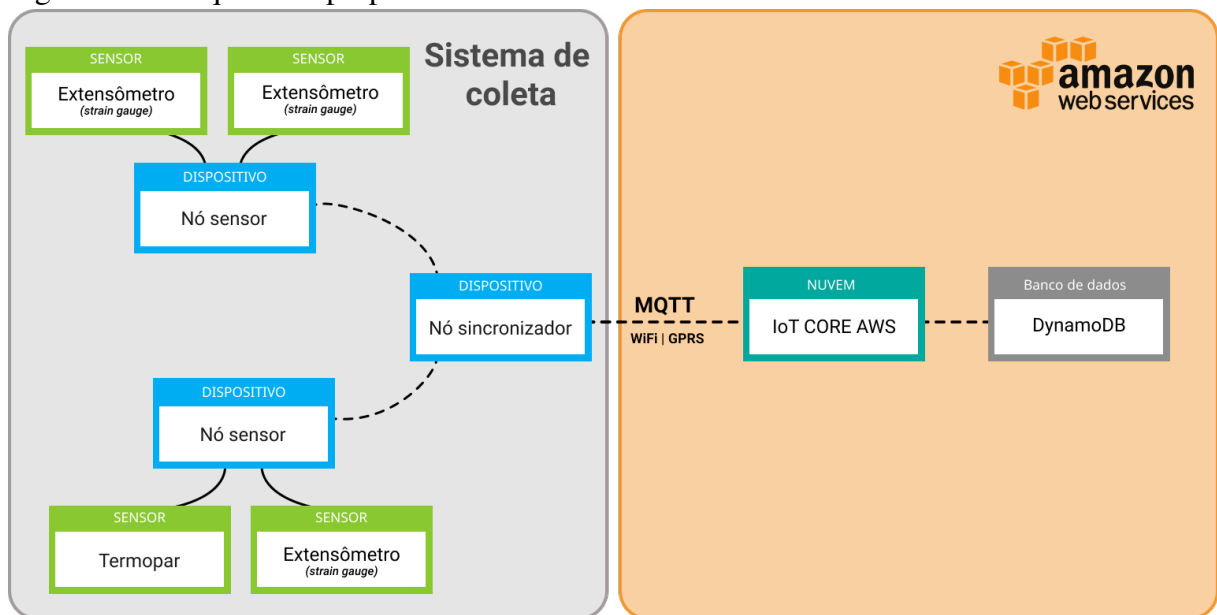 SENSOR
Extensômetro
(strain gauge)
SENSOR
Extensômetro
(strain gauge)
Sistema de
coleta
DISPOSITIVO
Nó sensor
DISPOSITIVO
Nó sincronizador
DISPOSITIVO
Nó sensor
SENSOR
Termopar
SENSOR
Extensômetro
(strain gauge)
MQTT
WiFi | GPRS
amazon
web services
NUVEM
IoT CORE AWS
Banco de dados
DynamoDB